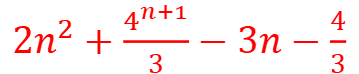 2n² + 4ⁿ⁺¹/3 − 3n − 4/3